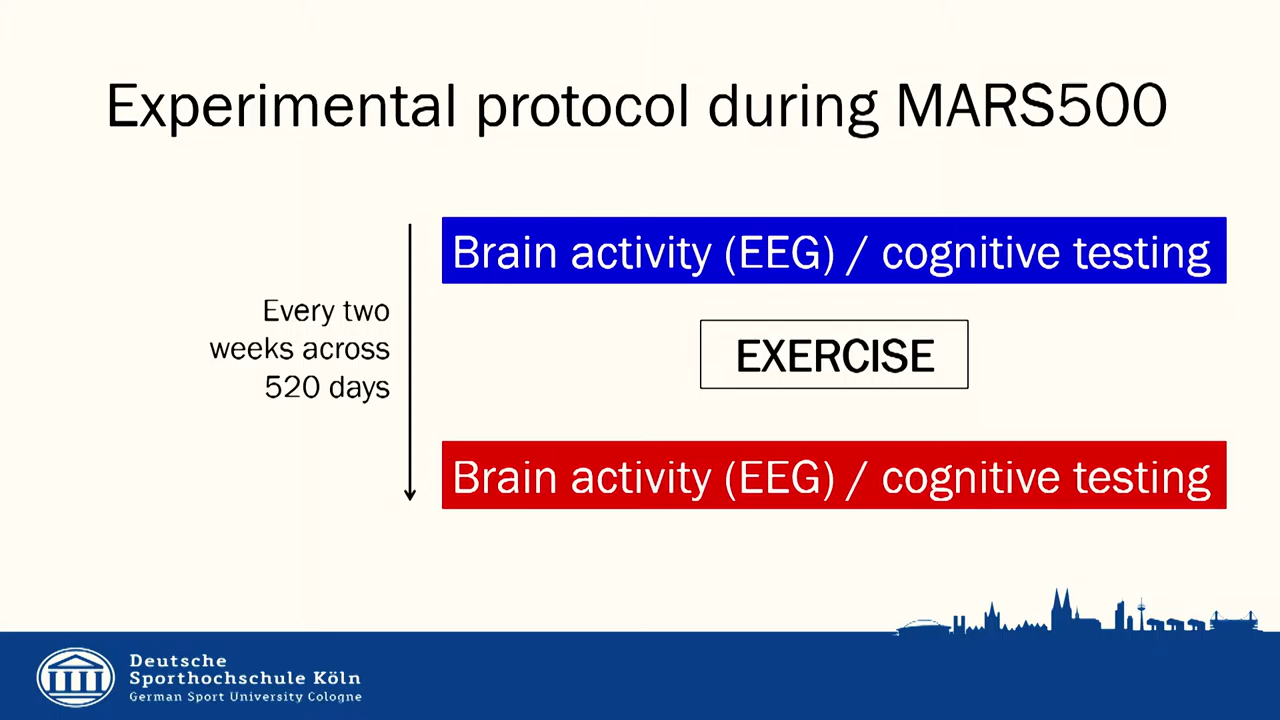 Experimental protocol during MARS500
Brain activity (EEG) / cognitive testing
Every two
weeks across
520 days
EXERCISE
Brain activity (EEG) / cognitive testing
Deutsche
Sporthochschule Köln
German Sport University Cologne